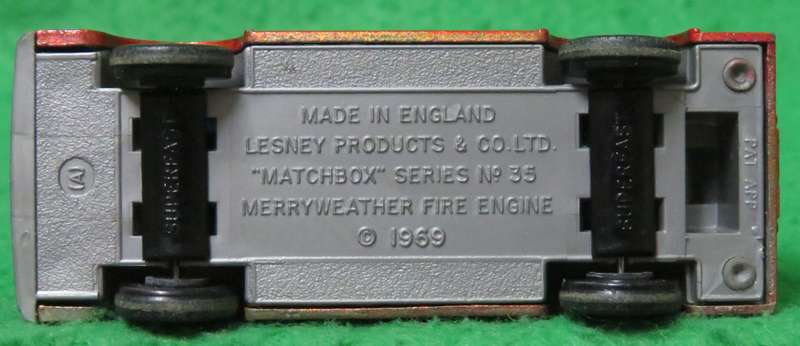 MADE IN ENGLAND
LESNEY PRODUCTS & CO. LTD.
"MATCHBOX" SERIES Nº 35
MERRYWEATHER FIRE ENGINE
© 1969
SUPERFAST
SUPERFAST
PAT APP